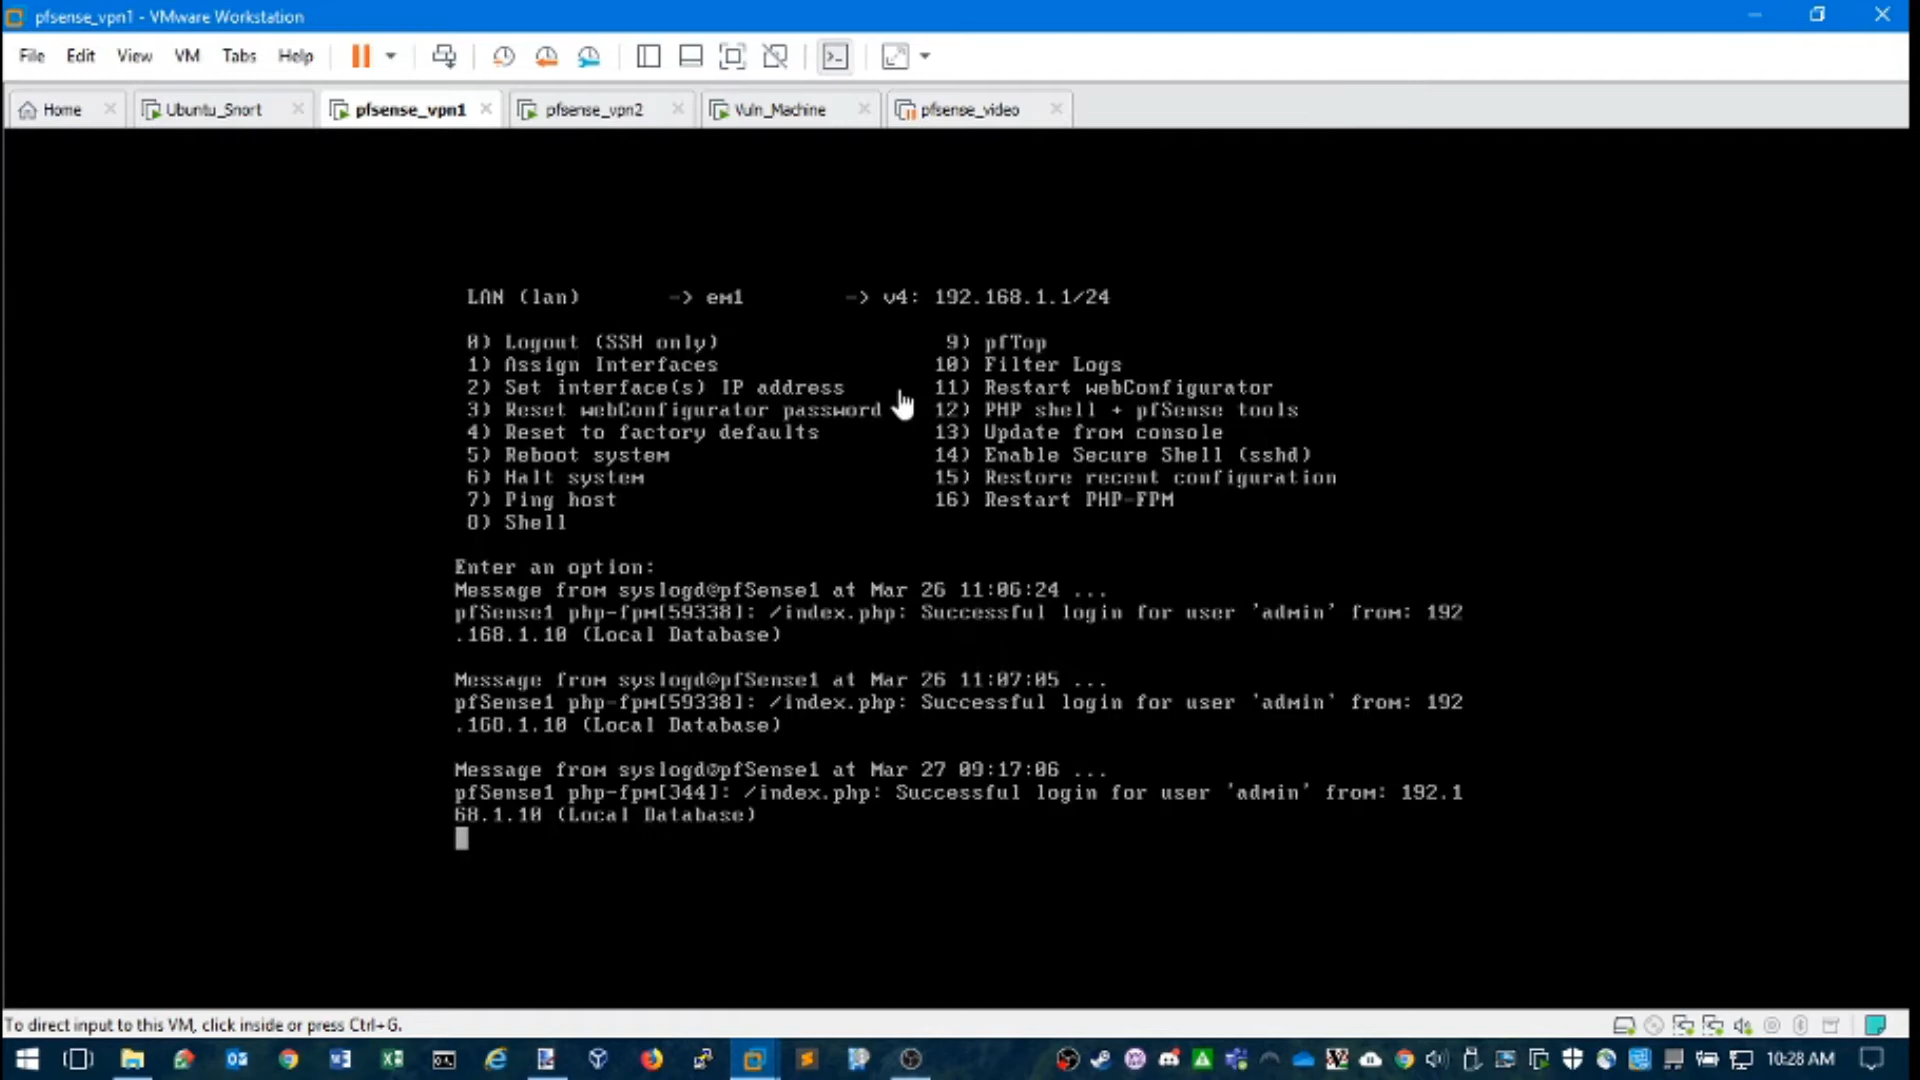 pfsense_vpn1 - VMware Workstation
File Edit View VM Tabs Help
Home Ubuntu_Snort pfsense_vpn1 pfsense_vpn2 Vuln_Machine pfsense_video
LAN (lan) -> em1 -> v4: 192.168.1.1/24
0) Logout (SSH only) 9) pfTop
1) Assign Interfaces 10) Filter Logs
2) Set interface(s) IP address 11) Restart webConfigurator
3) Reset webConfigurator password 12) PHP shell + pfSense tools
4) Reset to factory defaults 13) Update from console
5) Reboot system 14) Enable Secure Shell (sshd)
6) Halt system 15) Restore recent configuration
7) Ping host 16) Restart PHP-FPM
8) Shell
Enter an option:
Message from syslogd@pfSense1 at Mar 26 11:06:24 ...
pfSense1 php-fpm[59338]: /index.php: Successful login for user 'admin' from: 192
.168.1.10 (Local Database)
Message from syslogd@pfSense1 at Mar 26 11:07:05 ...
pfSense1 php-fpm[59338]: /index.php: Successful login for user 'admin' from: 192
.168.1.10 (Local Database)
Message from syslogd@pfSense1 at Mar 27 09:17:06 ...
pfSense1 php-fpm[344]: /index.php: Successful login for user 'admin' from: 192.1
68.1.10 (Local Database)
To direct input to this VM, click inside or press Ctrl+G.
10:28 AM